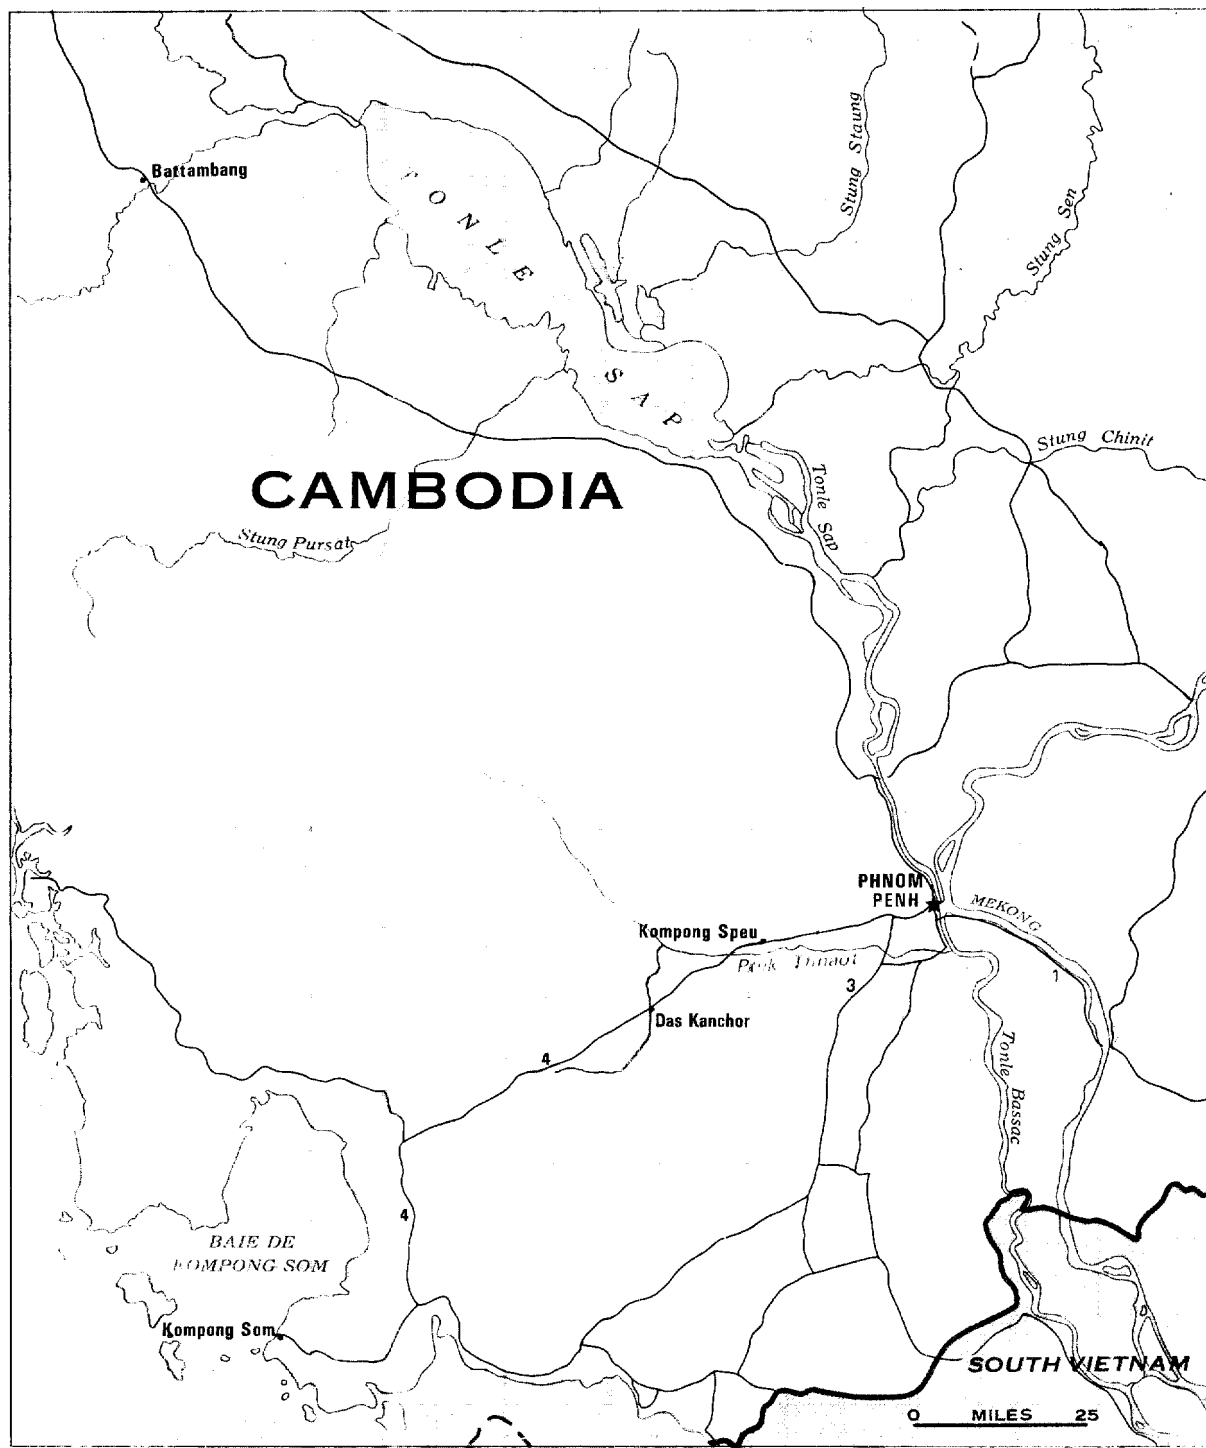 Battambang
TONLE
SAP
Stung Staung
Stung Sen
Stung Chinit
Tonle Sap
CAMBODIA
Stung Pursat
PHNOM
PENH
MEKONG
1
Kompong Speu
Prek Thnaot
3
Das Kanchor
4
Tonle Bassac
4
BAIE DE
KOMPONG SOM
Kompong Som
SOUTH VIETNAM
0 MILES 25